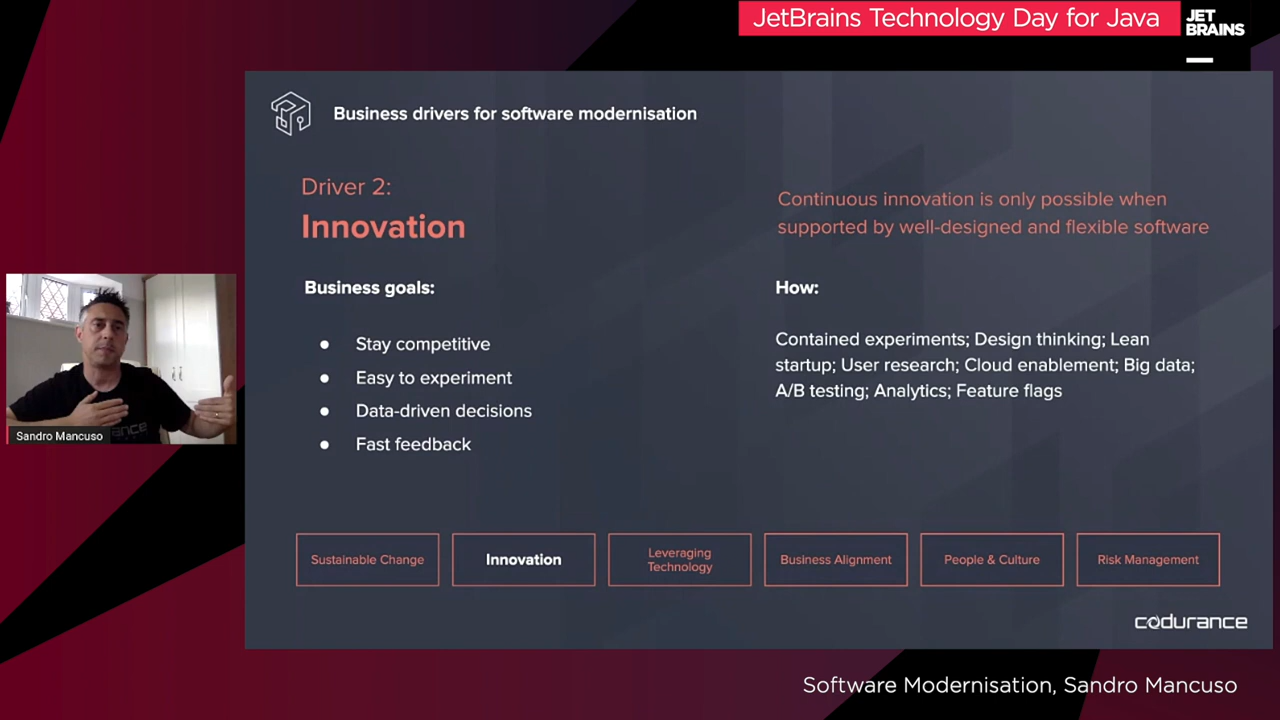 JetBrains Technology Day for Java
JET
BRAINS
Business drivers for software modernisation
Driver 2:
Innovation
Continuous innovation is only possible when
supported by well-designed and flexible software
Business goals:
● Stay competitive
● Easy to experiment
● Data-driven decisions
● Fast feedback
How:
Contained experiments; Design thinking; Lean
startup; User research; Cloud enablement; Big data;
A/B testing; Analytics; Feature flags
Sandro Mancuso
Sustainable Change
Innovation
Leveraging
Technology
Business Alignment
People & Culture
Risk Management
codurance
Software Modernisation, Sandro Mancuso